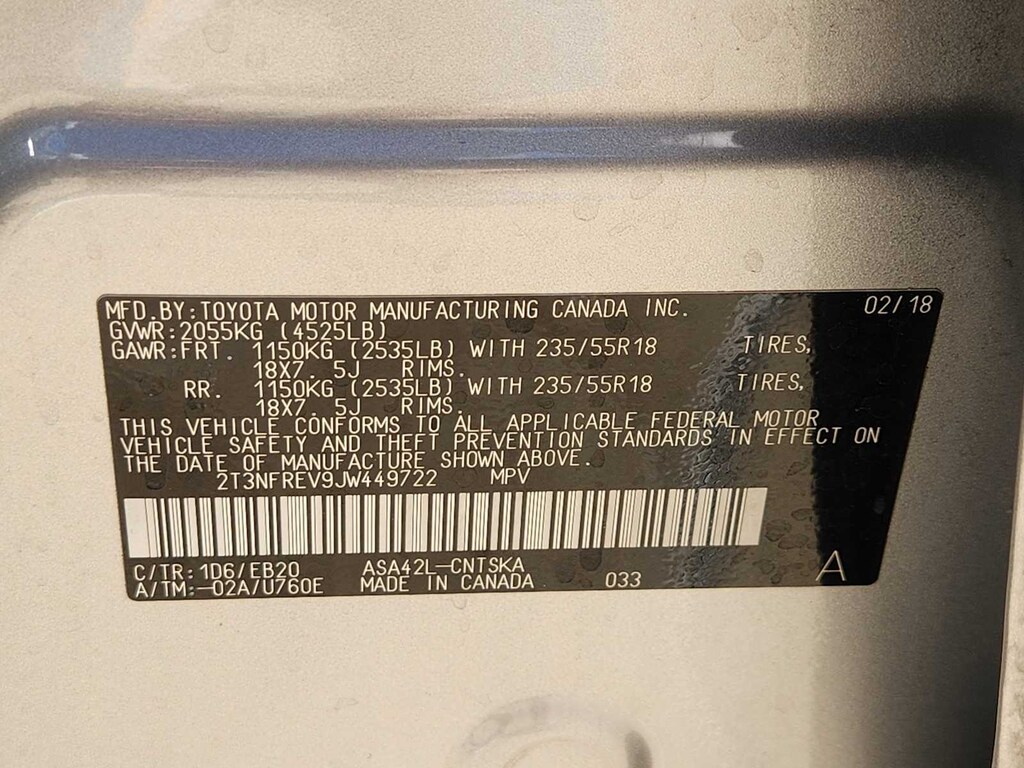 MFD. BY: TOYOTA MOTOR MANUFACTURING CANADA INC. 02/18
GVWR: 2055KG (4525LB)
GAWR: FRT. 1150KG (2535LB) WITH 235/55R18 TIRES,
18X7. 5J RIMS.
RR. 1150KG (2535LB) WITH 235/55R18 TIRES,
18X7. 5J RIMS.
THIS VEHICLE CONFORMS TO ALL APPLICABLE FEDERAL MOTOR
VEHICLE SAFETY AND THEFT PREVENTION STANDARDS IN EFFECT ON
THE DATE OF MANUFACTURE SHOWN ABOVE.
2T3NFREV9JW449722 MPV
C/TR: 1D6/EB20 ASA42L-CNTSKA
A/TM: -02A/U760E MADE IN CANADA 033 A